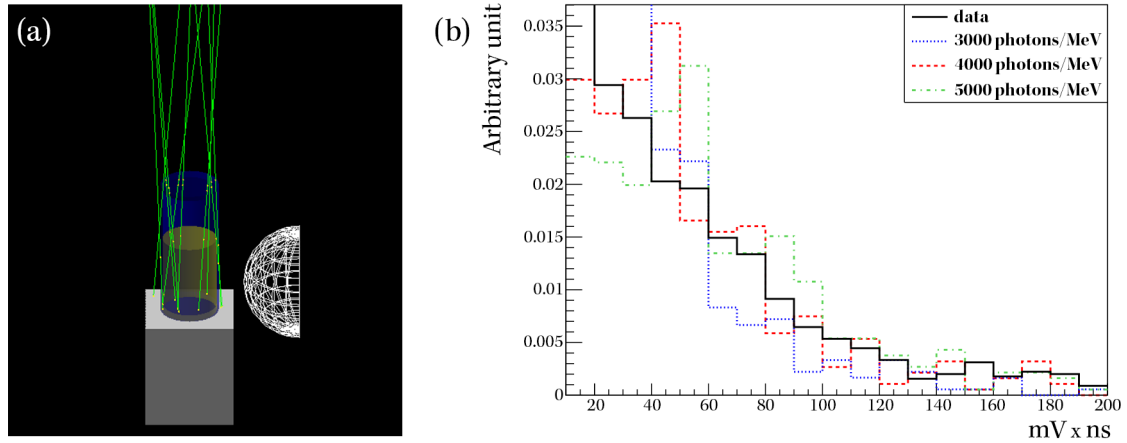 (a)
(b)
Arbitrary unit
data
3000 photons/MeV
4000 photons/MeV
5000 photons/MeV
0.035
0.03
0.025
0.02
0.015
0.01
0.005
0
20 40 60 80 100 120 140 160 180 200
mV x ns